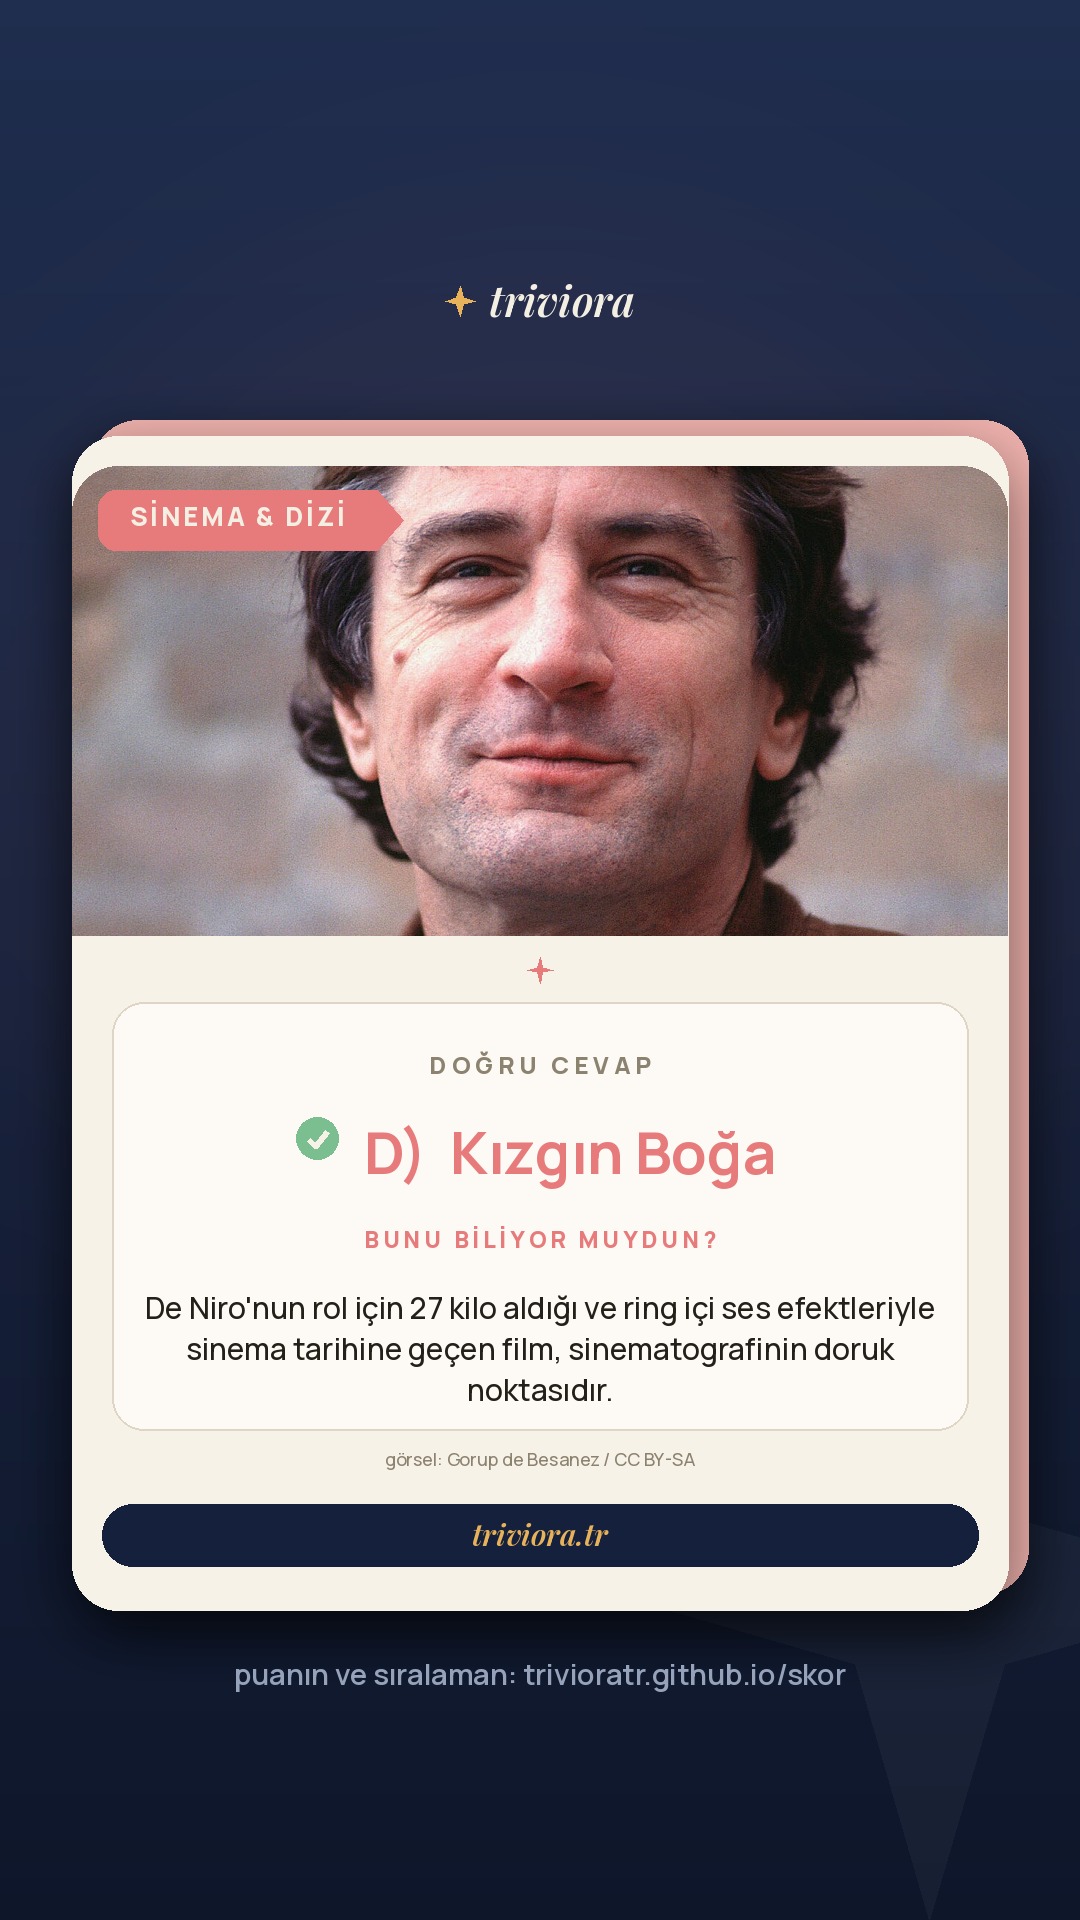 triviora
SİNEMA & DİZİ
DOĞRU CEVAP
D) Kızgın Boğa
BUNU BİLİYOR MUYDUN?
De Niro'nun rol için 27 kilo aldığı ve ring içi ses efektleriyle
sinema tarihine geçen film, sinematografinin doruk
noktasıdır.
görsel: Gorup de Besanez / CC BY-SA
triviora.tr
puanın ve sıralaman: trivioratr.github.io/skor